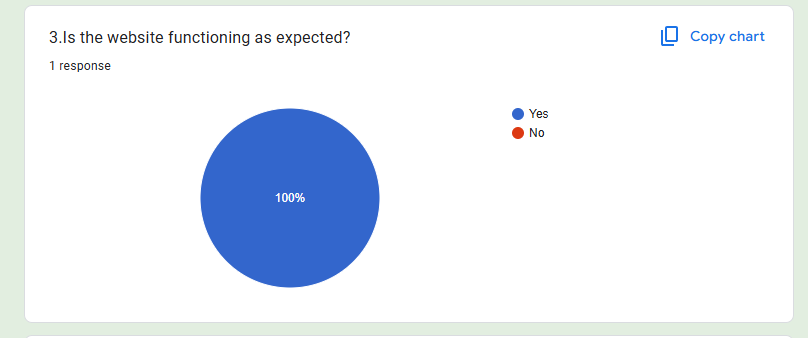 3.Is the website functioning as expected?
Copy chart
1 response
Yes
No
100%